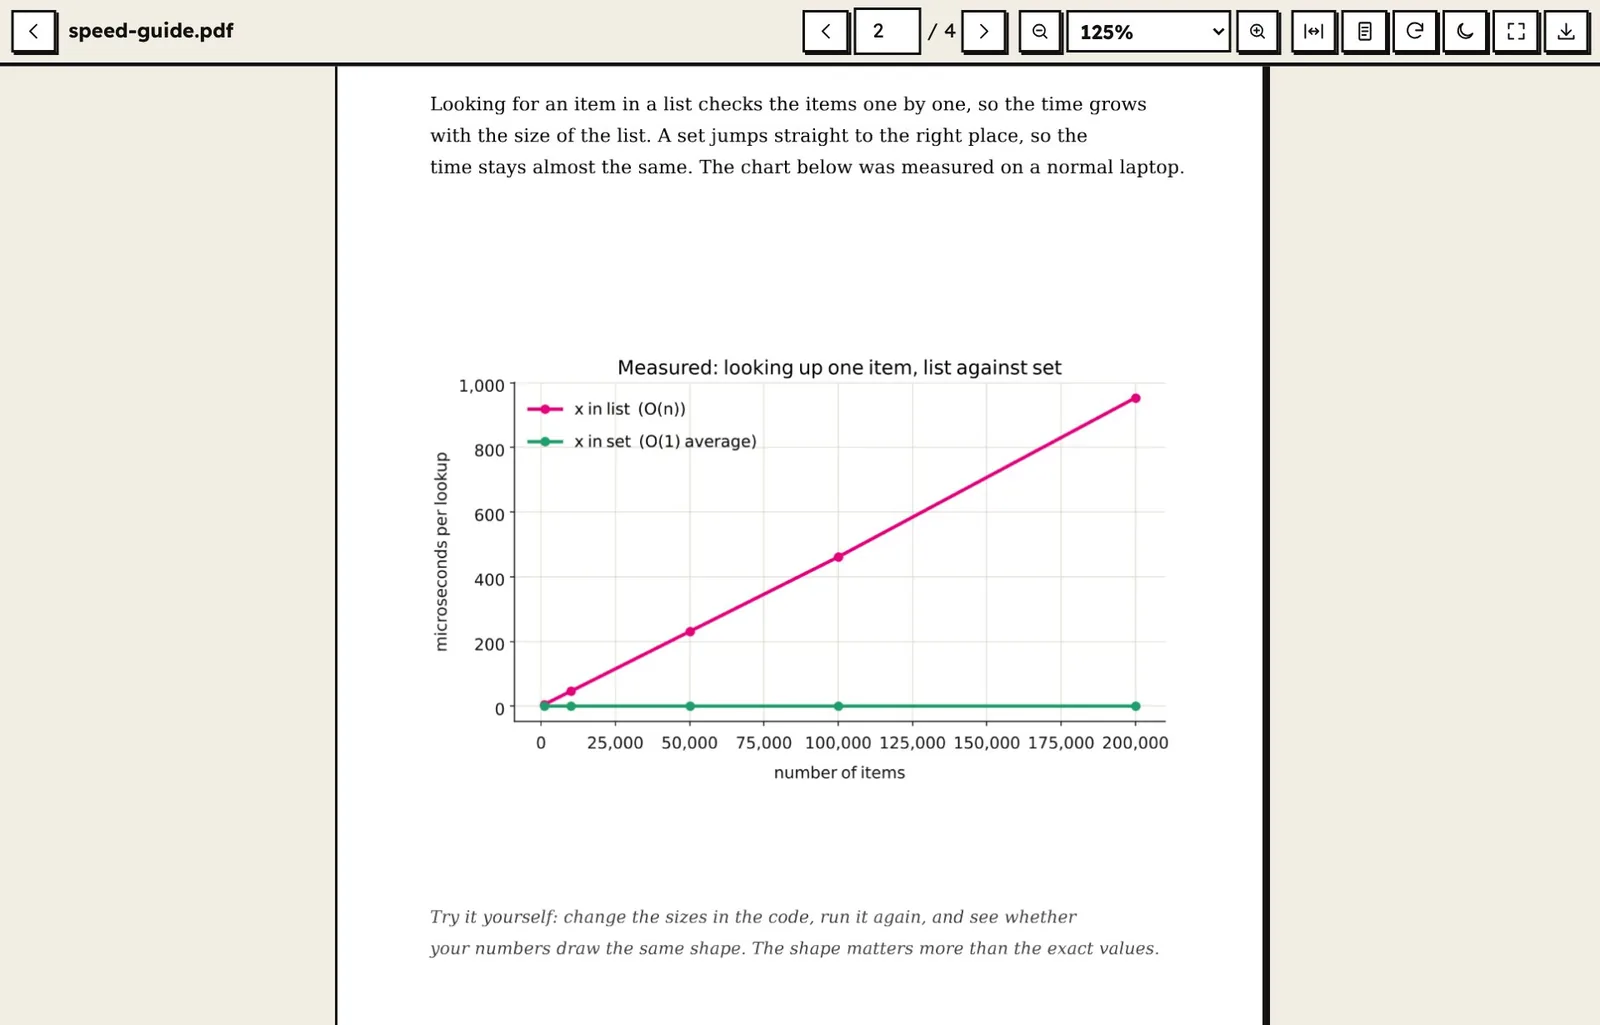 speed-guide.pdf
2 / 4
125%
Looking for an item in a list checks the items one by one, so the time grows
with the size of the list. A set jumps straight to the right place, so the
time stays almost the same. The chart below was measured on a normal laptop.
Measured: looking up one item, list against set
x in list (O(n))
x in set (O(1) average)
microseconds per lookup
1,000
800
600
400
200
0
0 25,000 50,000 75,000 100,000 125,000 150,000 175,000 200,000
number of items
Try it yourself: change the sizes in the code, run it again, and see whether
your numbers draw the same shape. The shape matters more than the exact values.